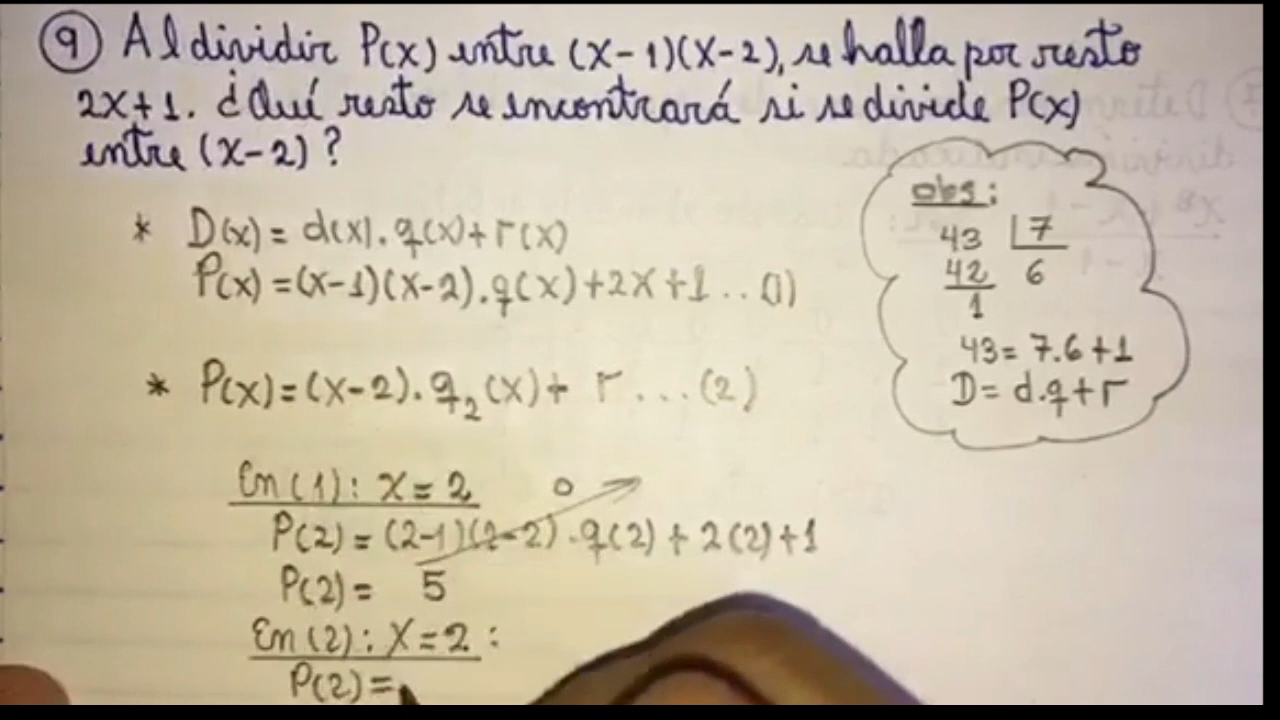 9 Al dividir P(x) entre (x-1)(x-2), se halla por resto
2x+1. ¿Qué resto se encontrará si se divide P(x)
entre (x-2)?
* D(x) = d(x).q(x)+r(x)
P(x) = (x-1)(x-2).q(x)+2x+1...(1)
* P(x) = (x-2).q₂(x)+ r...(2)
En (1): x=2
0
P(2) = (2-1)(2-2).q(2)+2(2)+1
P(2) = 5
En (2): x=2:
P(2) =
obs:
43 7
42 6
1
43=7.6+1
D= d.q+r